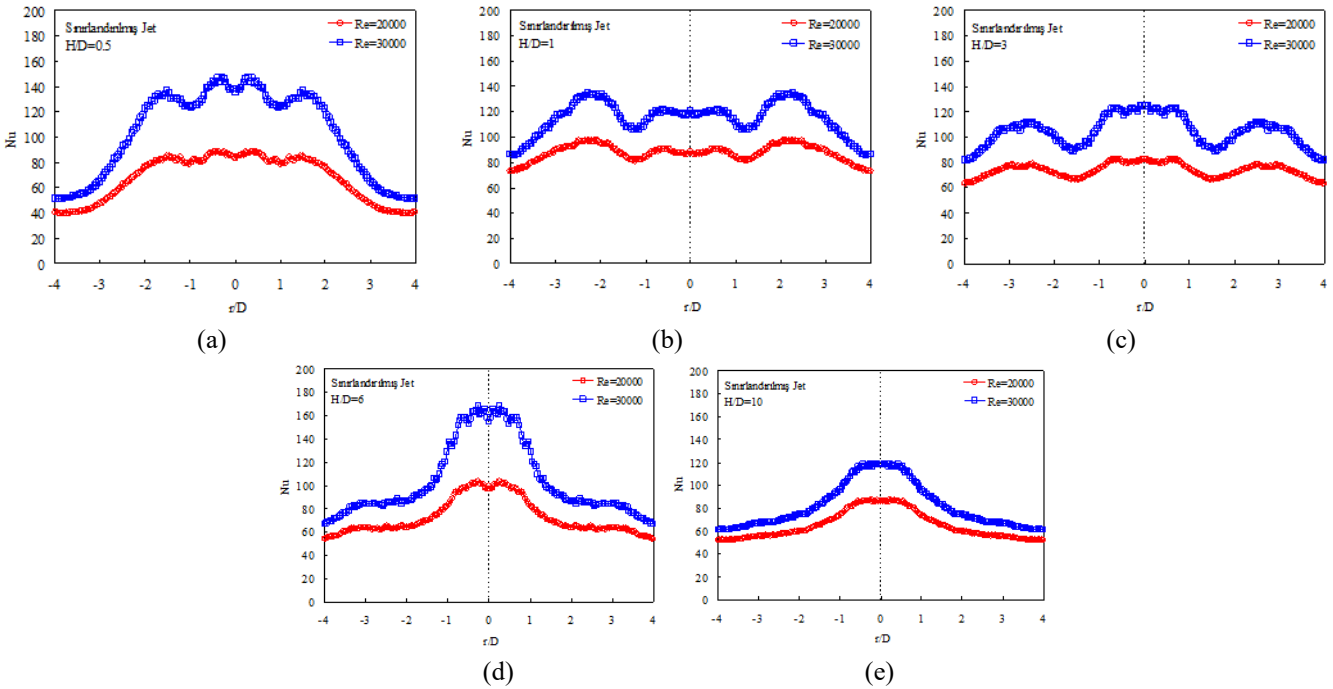 Sınırlandırılmış Jet
H/D=0.5
Re=20000
Re=30000
200
180
160
140
120
100
80
60
40
20
0
Nu
-4 -3 -2 -1 0 1 2 3 4
r/D
(a)
Sınırlandırılmış Jet
H/D=1
Re=20000
Re=30000
200
180
160
140
120
100
80
60
40
20
0
Nu
-4 -3 -2 -1 0 1 2 3 4
r/D
(b)
Sınırlandırılmış Jet
H/D=3
Re=20000
Re=30000
200
180
160
140
120
100
80
60
40
20
0
Nu
-4 -3 -2 -1 0 1 2 3 4
r/D
(c)
Sınırlandırılmış Jet
H/D=6
Re=20000
Re=30000
200
180
160
140
120
100
80
60
40
20
0
Nu
-4 -3 -2 -1 0 1 2 3 4
r/D
(d)
Sınırlandırılmış Jet
H/D=10
Re=20000
Re=30000
200
180
160
140
120
100
80
60
40
20
0
Nu
-4 -3 -2 -1 0 1 2 3 4
r/D
(e)